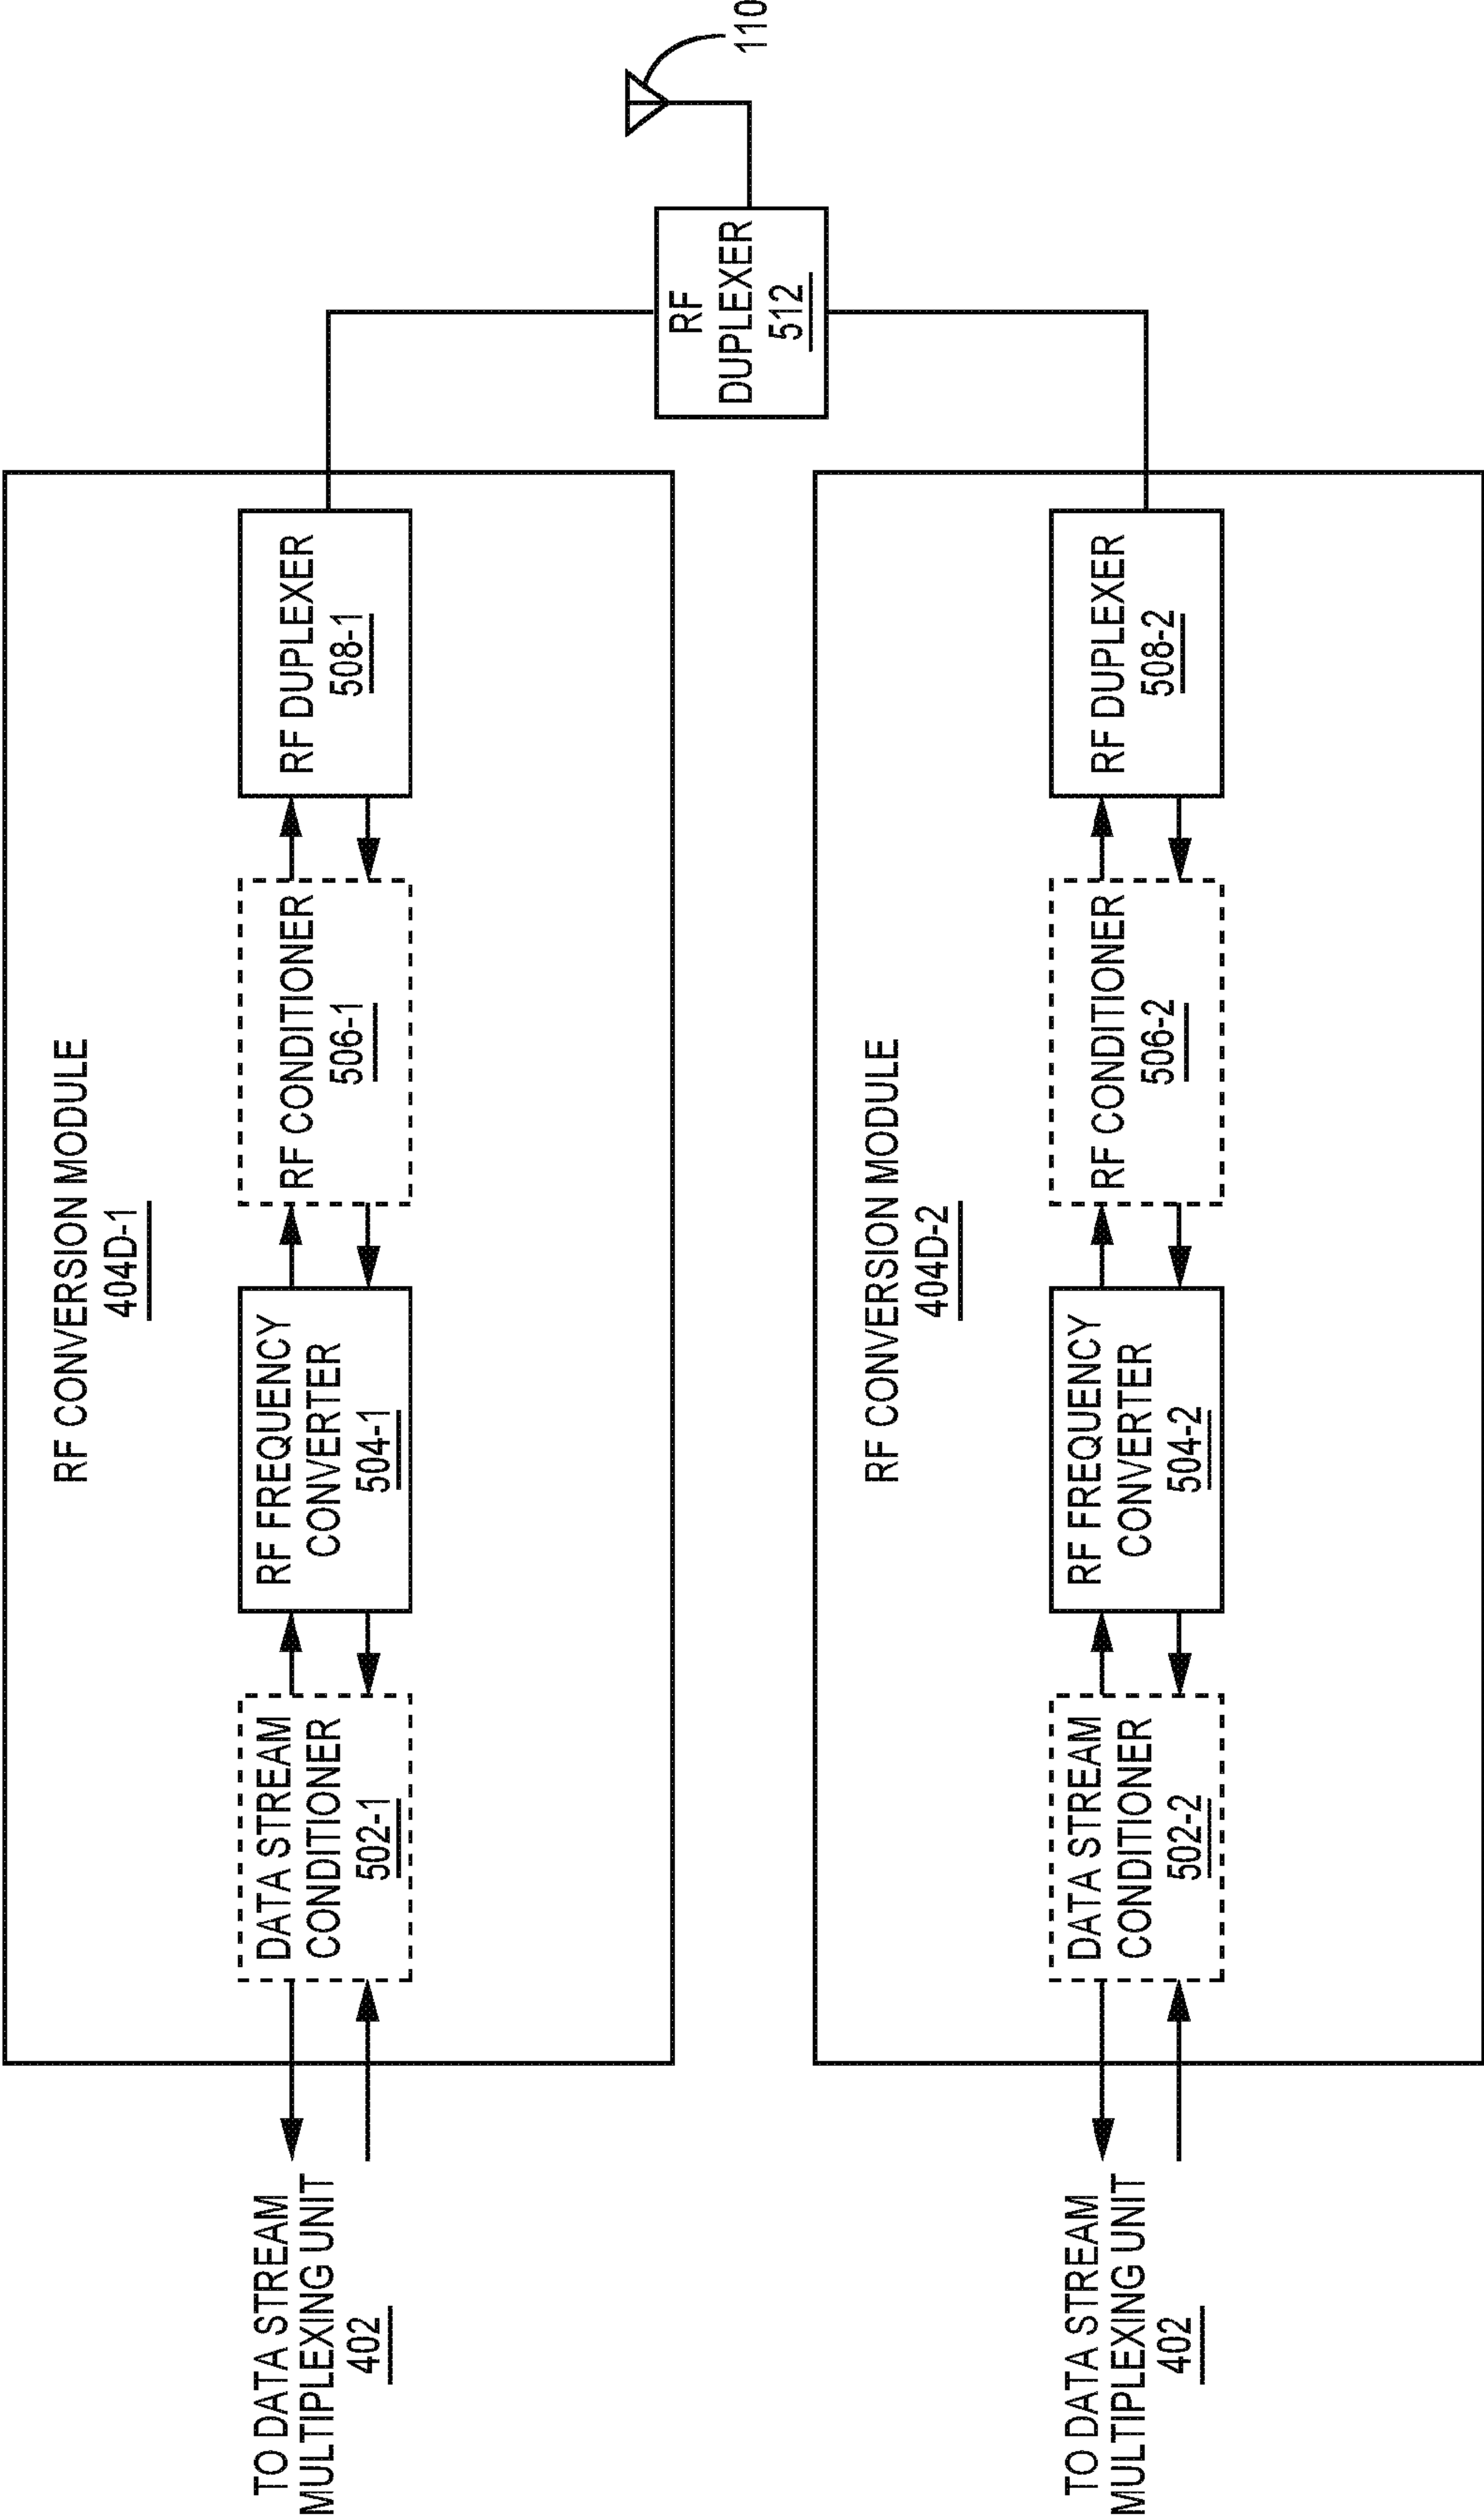 RF CONVERSION MODULE
404D-1
TO DATA STREAM
MULTIPLEXING UNIT
402
DATA STREAM
CONDITIONER
502-1
RF FREQUENCY
CONVERTER
504-1
RF CONDITIONER
506-1
RF DUPLEXER
508-1
RF
DUPLEXER
512
110
RF CONVERSION MODULE
404D-2
TO DATA STREAM
MULTIPLEXING UNIT
402
DATA STREAM
CONDITIONER
502-2
RF FREQUENCY
CONVERTER
504-2
RF CONDITIONER
506-2
RF DUPLEXER
508-2